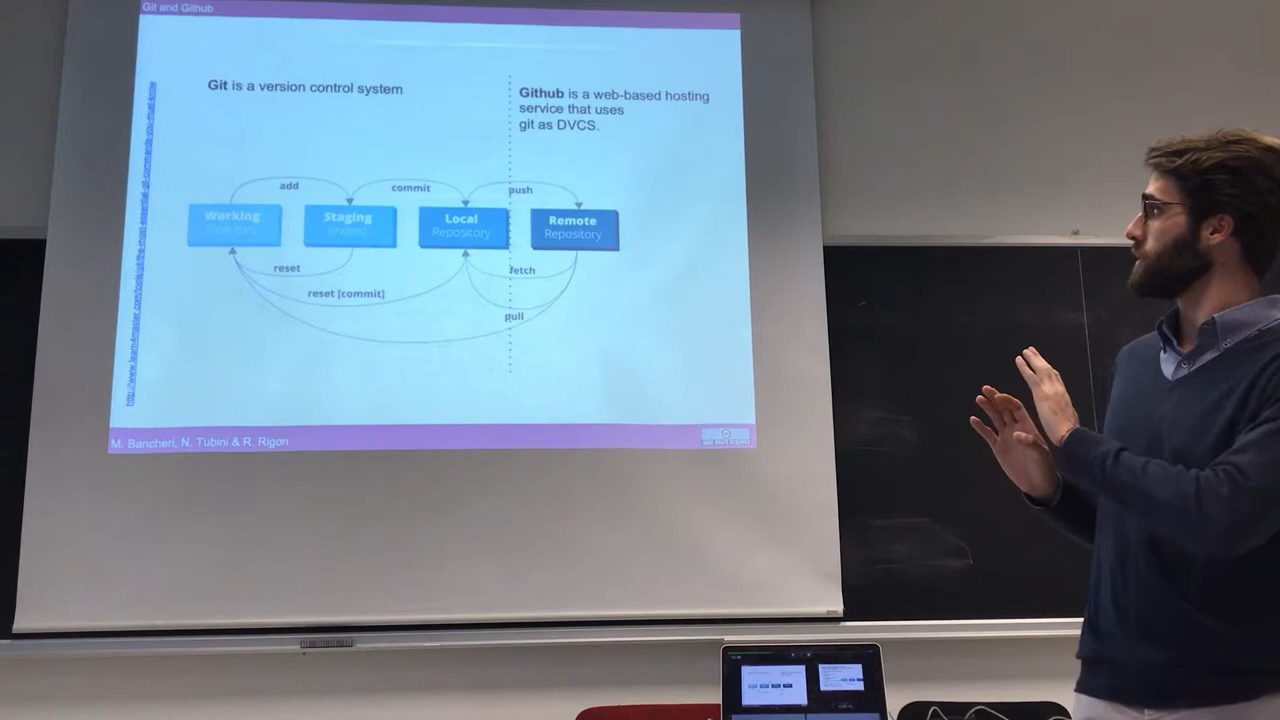 Git and Github
Git is a version control system
Github is a web-based hosting
service that uses
git as DVCS.
add
commit
push
Working
Staging
Local
Repository
Remote
Repository
reset
fetch
reset [commit]
pull
M. Bancheri, N. Tubini & R. Rigon